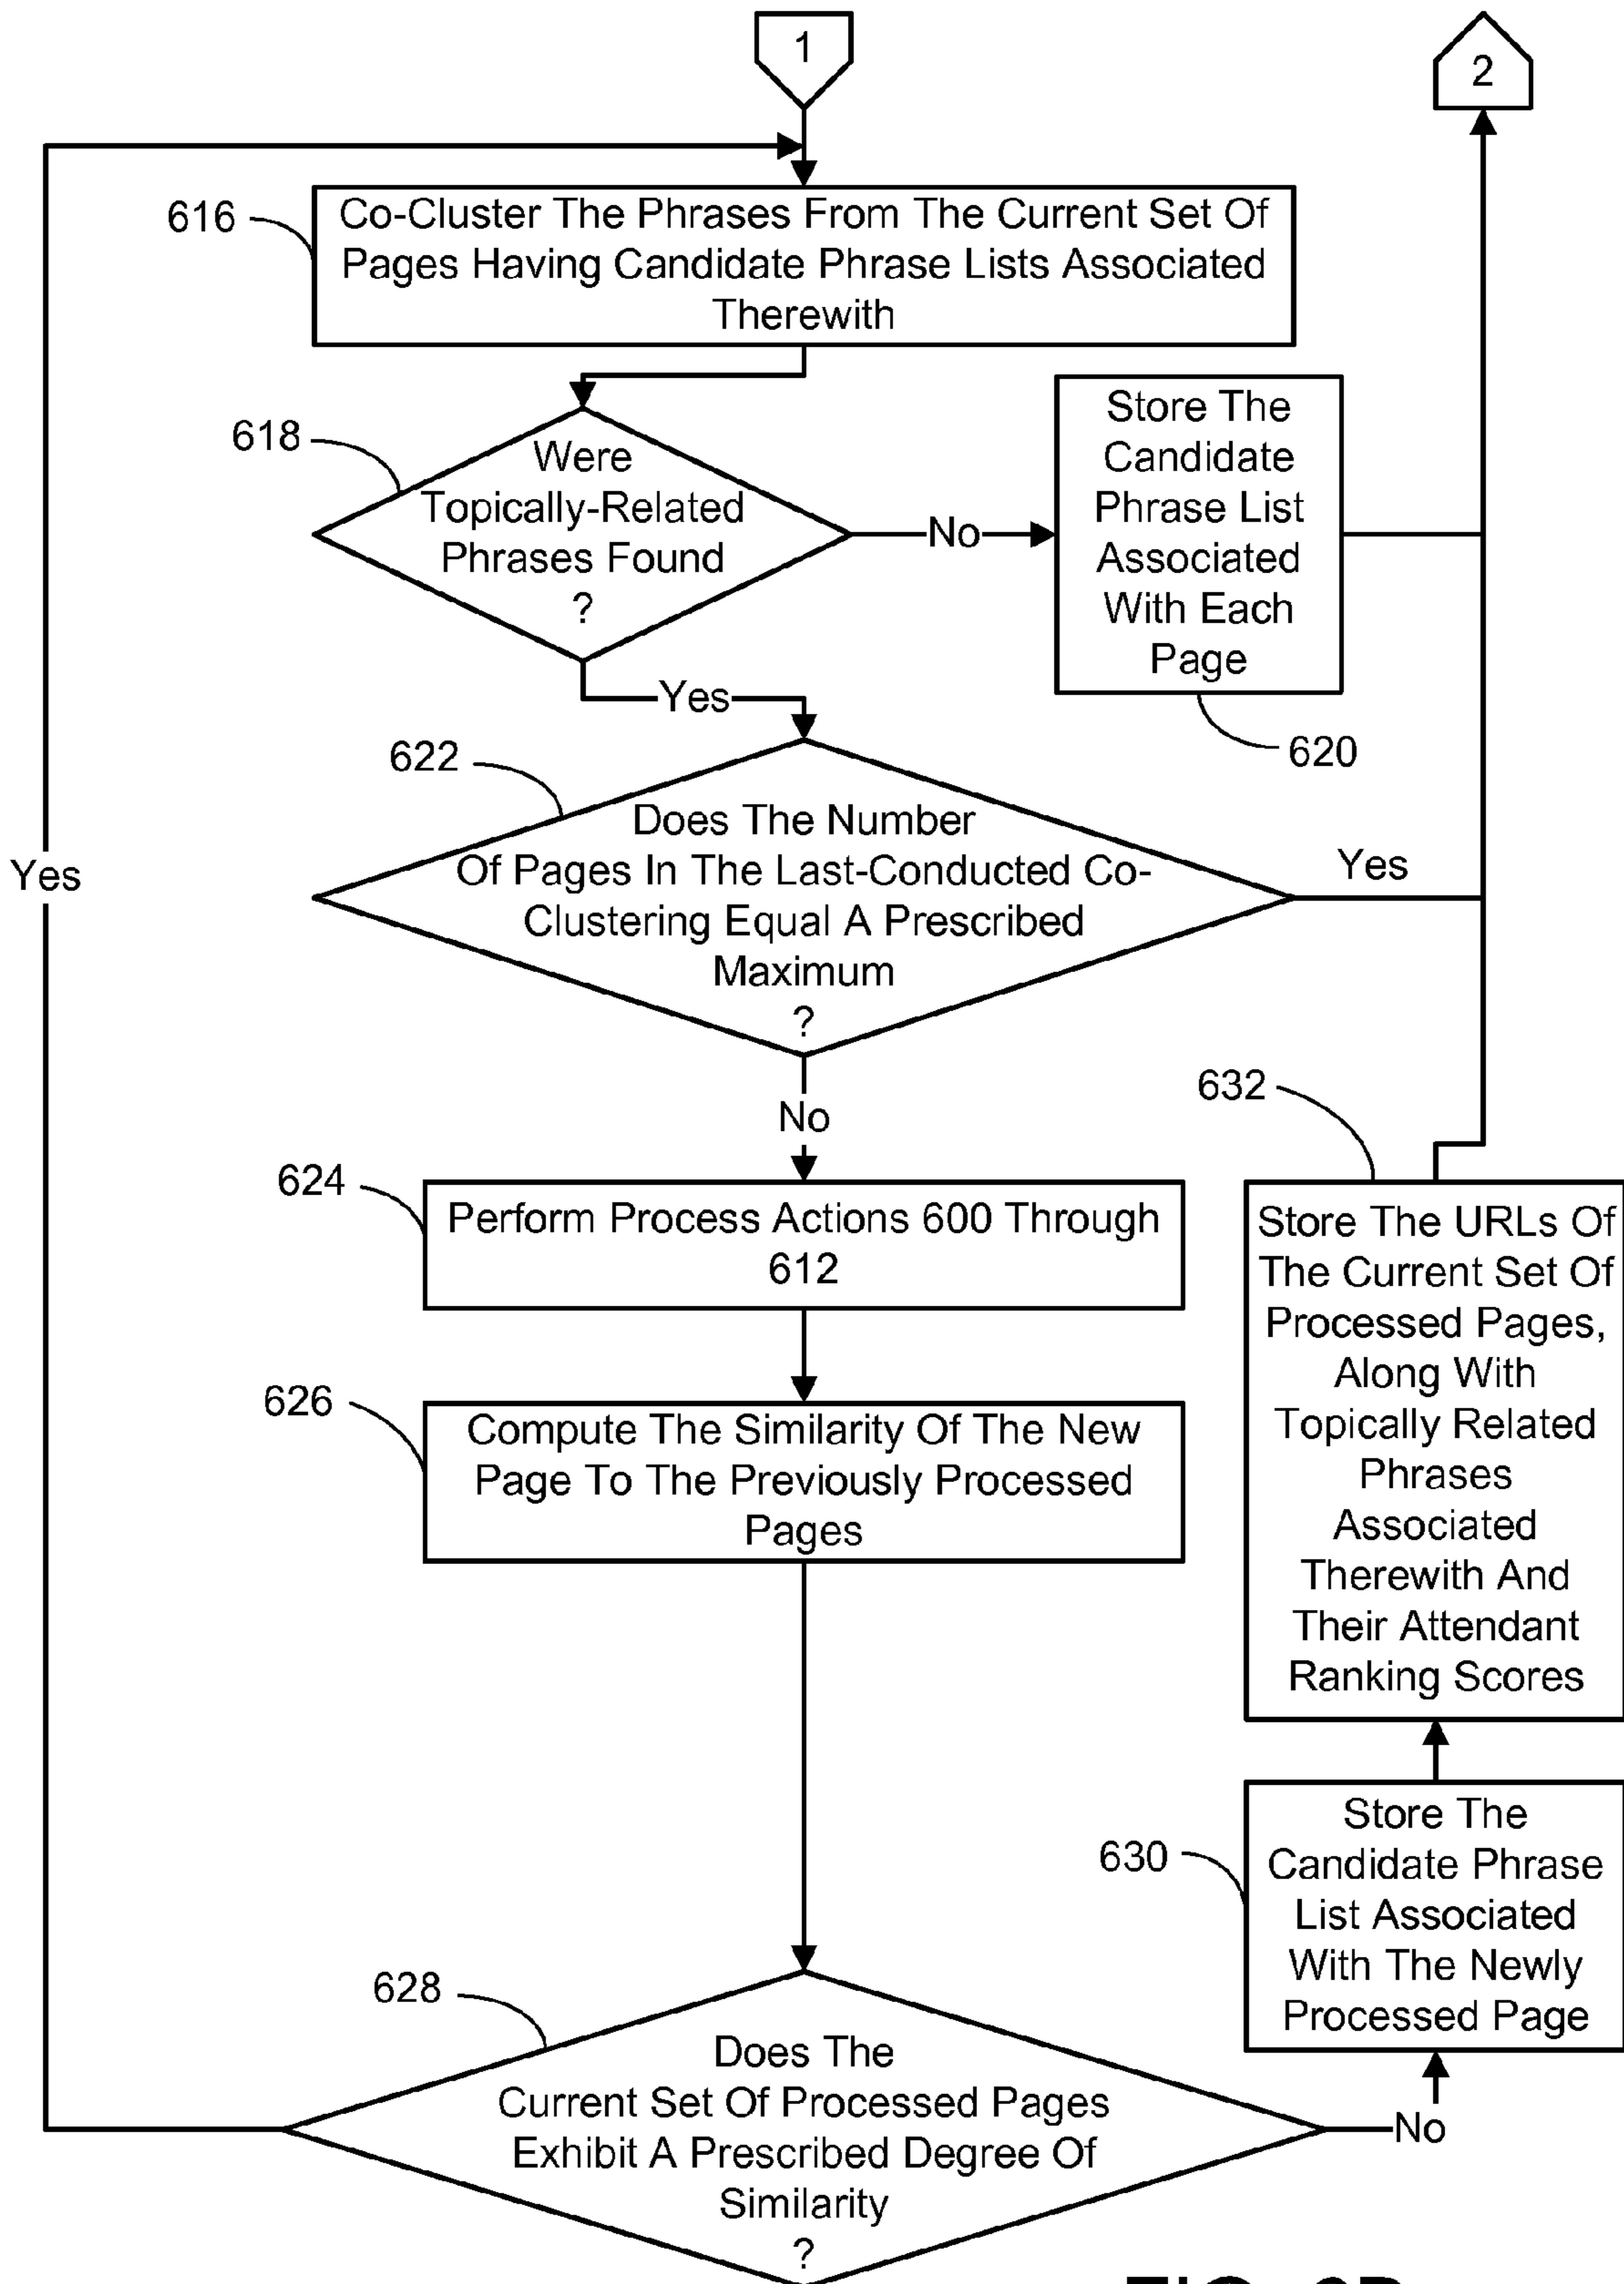 1
2
616
Co-Cluster The Phrases From The Current Set Of
Pages Having Candidate Phrase Lists Associated
Therewith
618
Were
Topically-Related
Phrases Found
?
No
Store The
Candidate
Phrase List
Associated
With Each
Page
620
Yes
622
Does The Number
Of Pages In The Last-Conducted Co-
Clustering Equal A Prescribed
Maximum
?
Yes
Yes
No
624
Perform Process Actions 600 Through
612
626
Compute The Similarity Of The New
Page To The Previously Processed
Pages
632
Store The URLs Of
The Current Set Of
Processed Pages,
Along With
Topically Related
Phrases
Associated
Therewith And
Their Attendant
Ranking Scores
630
Store The
Candidate Phrase
List Associated
With The Newly
Processed Page
628
Does The
Current Set Of Processed Pages
Exhibit A Prescribed Degree Of
Similarity
?
No